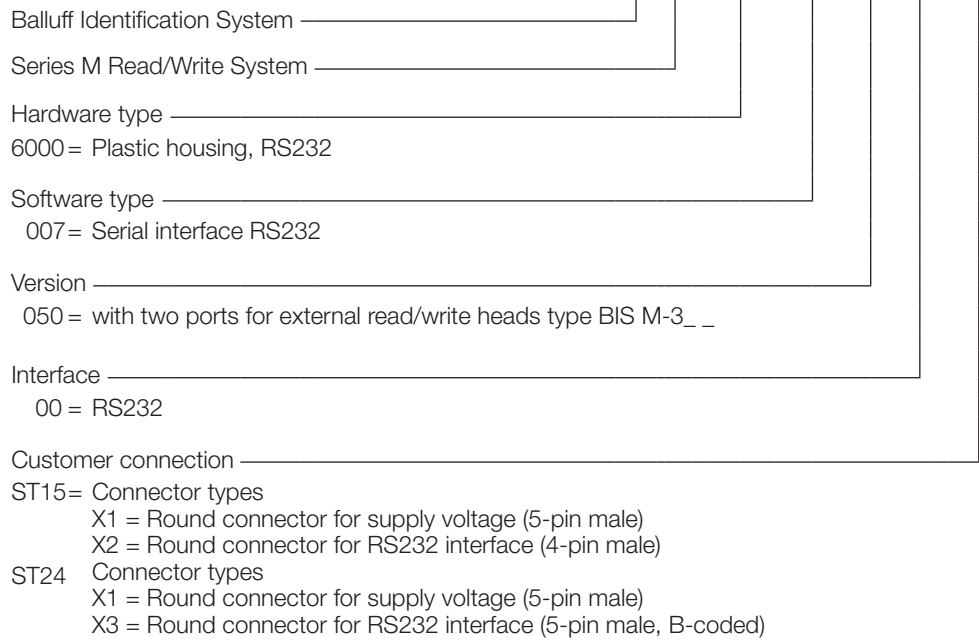 Balluff Identification System
Series M Read/Write System
Hardware type
6000 = Plastic housing, RS232
Software type
007 = Serial interface RS232
Version
050 = with two ports for external read/write heads type BIS M-3_ _
Interface
00 = RS232
Customer connection
ST15 = Connector types
X1 = Round connector for supply voltage (5-pin male)
X2 = Round connector for RS232 interface (4-pin male)
ST24 Connector types
X1 = Round connector for supply voltage (5-pin male)
X3 = Round connector for RS232 interface (5-pin male, B-coded)